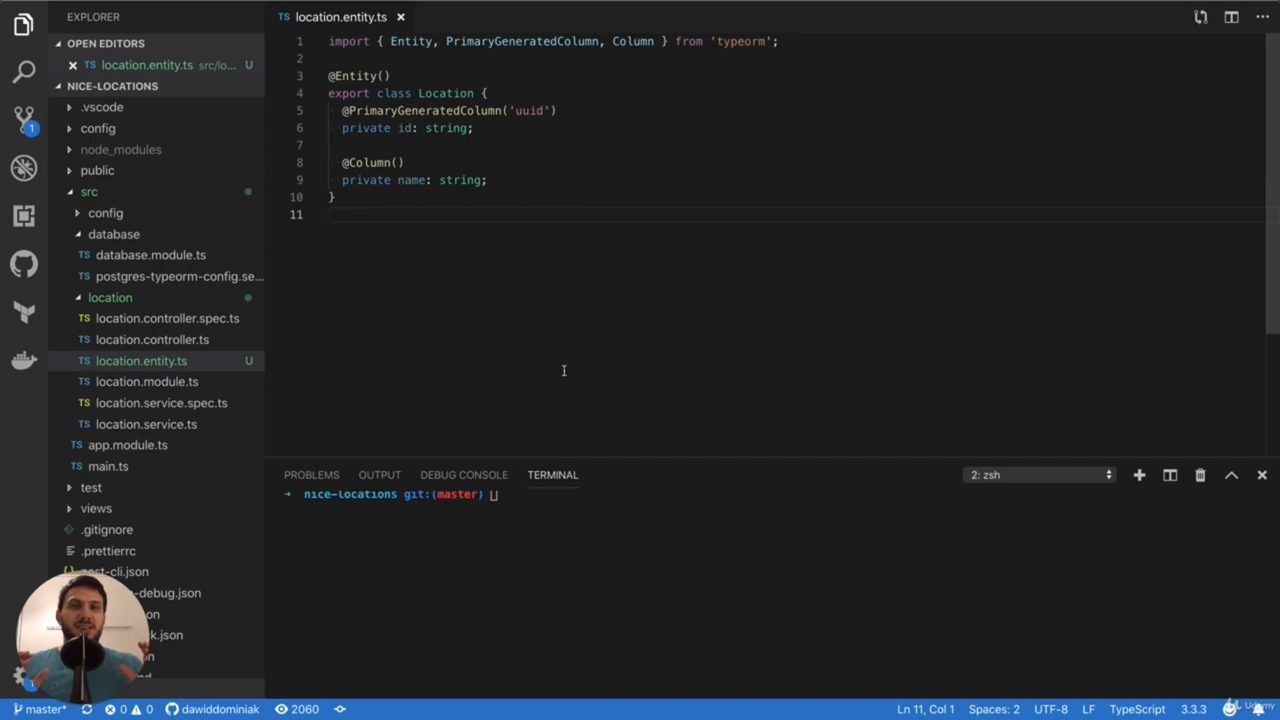 EXPLORER
OPEN EDITORS
TS location.entity.ts src/lo... U
NICE-LOCATIONS
.vscode
config
node_modules
public
src
config
database
TS database.module.ts
TS postgres-typeorm-config.se...
location
TS location.controller.spec.ts
TS location.controller.ts
TS location.entity.ts U
TS location.module.ts
TS location.service.spec.ts
TS location.service.ts
TS app.module.ts
TS main.ts
test
views
.gitignore
.prettierrc
-debug.json
TS location.entity.ts
1 import { Entity, PrimaryGeneratedColumn, Column } from 'typeorm';
2
3 @Entity()
4 export class Location {
5 @PrimaryGeneratedColumn('uuid')
6 private id: string;
7
8 @Column()
9 private name: string;
10 }
11
PROBLEMS OUTPUT DEBUG CONSOLE TERMINAL 2: zsh
→ nice-locations git:(master)
1
1
master* 0 0 dawiddominiak 2060 Ln 11, Col 1 Spaces: 2 UTF-8 LF TypeScript 3.3.3
Udemy